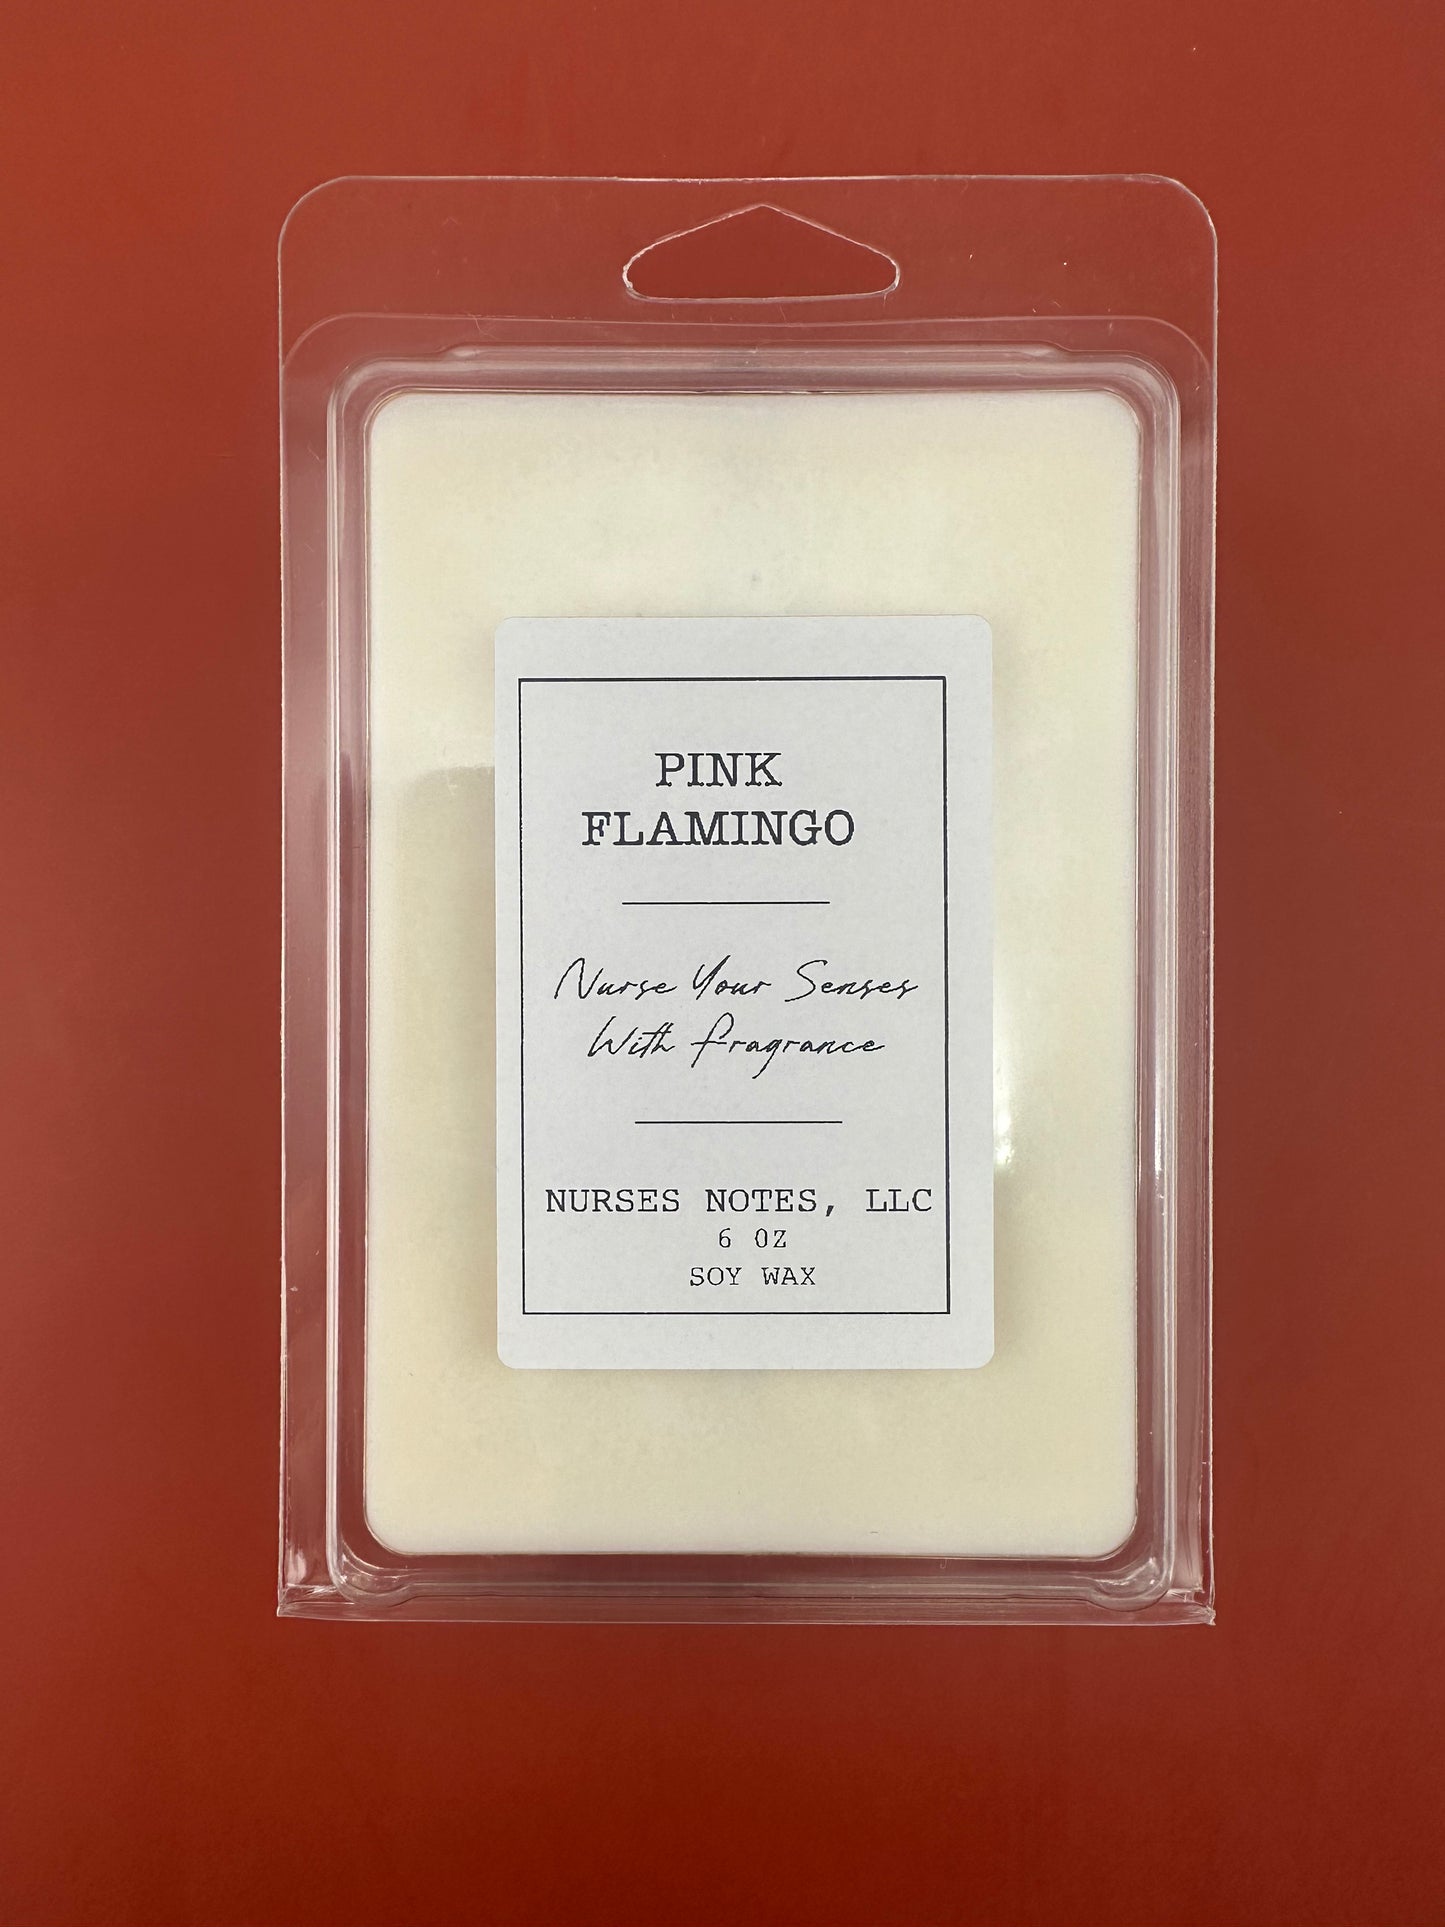 PINK
FLAMINGO
Nurse Your Senses
With Fragrance
NURSES NOTES, LLC
6 OZ
SOY WAX